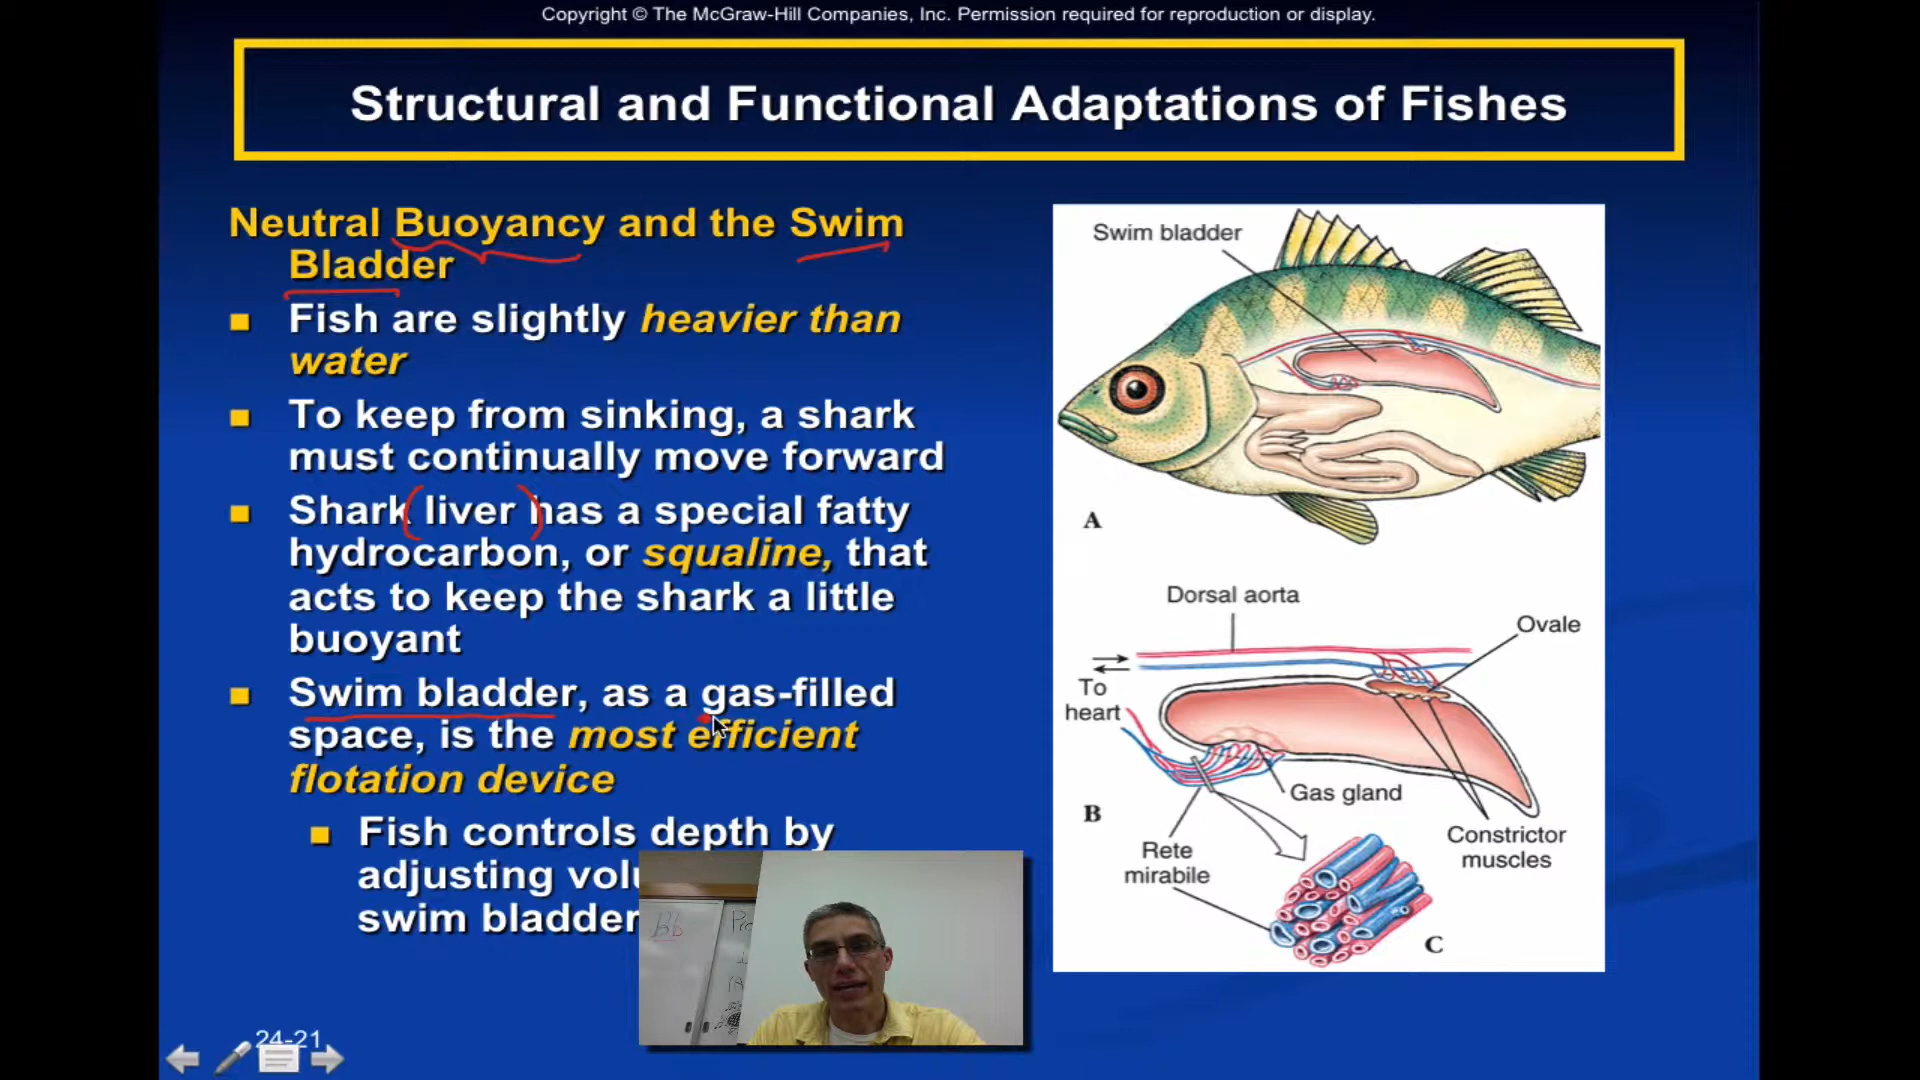 Copyright © The McGraw-Hill Companies, Inc. Permission required for reproduction or display.
Structural and Functional Adaptations of Fishes
Neutral Buoyancy and the Swim
Bladder
Fish are slightly heavier than
water
To keep from sinking, a shark
must continually move forward
Shark liver has a special fatty
hydrocarbon, or squaline, that
acts to keep the shark a little
buoyant
Swim bladder, as a gas-filled
space, is the most efficient
flotation device
Fish controls depth by
adjusting
swim bladder
Bb
24-21
Swim bladder
A
Dorsal aorta
Ovale
To
heart
Gas gland
B
Constrictor
muscles
Rete
mirabile
C